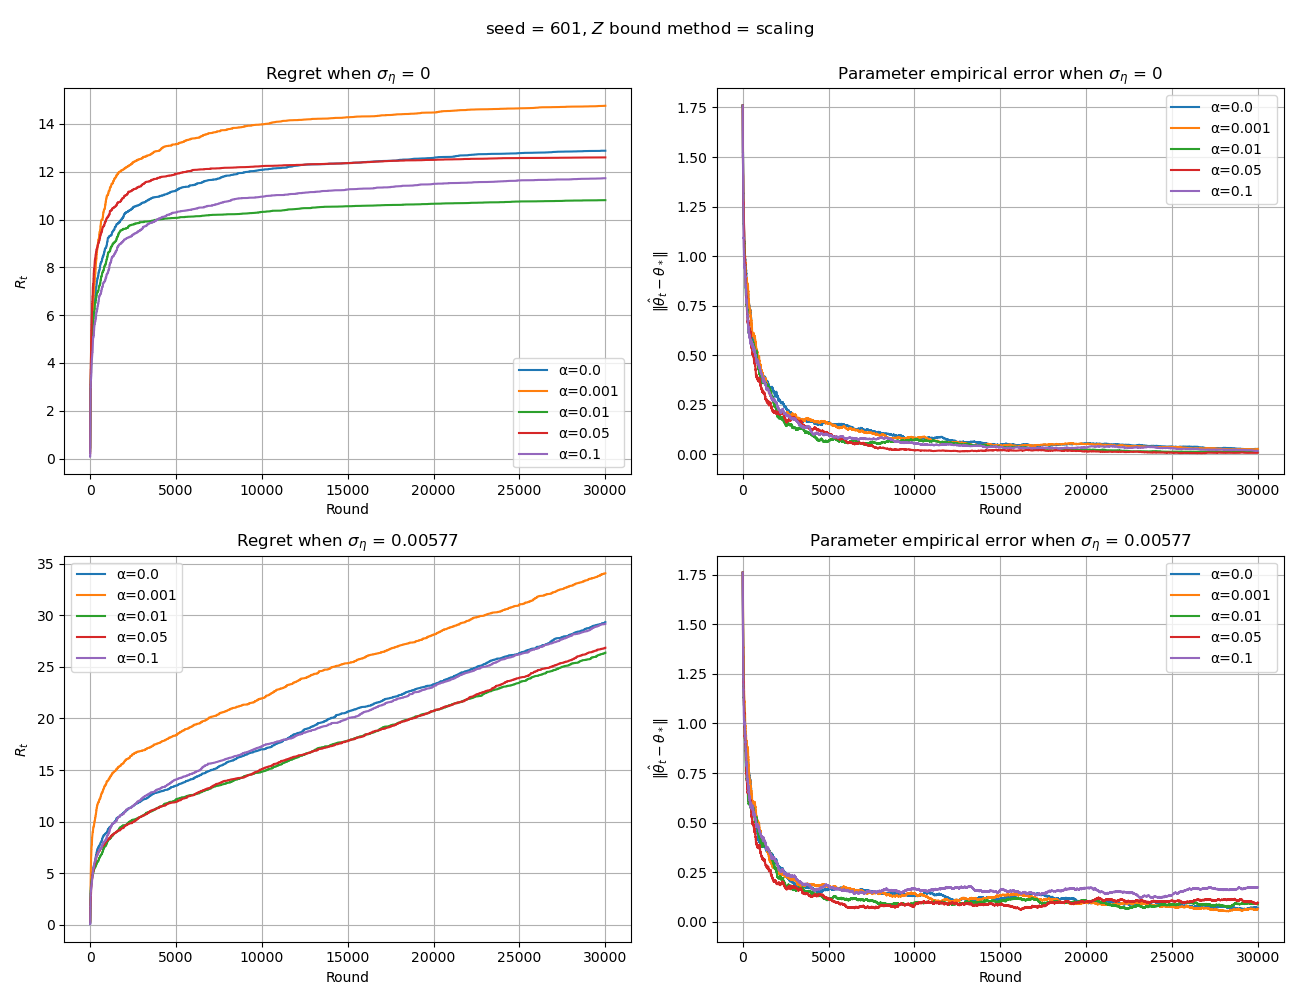 seed = 601, Z bound method = scaling
Regret when σ_η = 0
14
12
10
8
6
4
2
0
R_t
0 5000 10000 15000 20000 25000 30000
Round
α=0.0
α=0.001
α=0.01
α=0.05
α=0.1
Parameter empirical error when σ_η = 0
1.75
1.50
1.25
1.00
0.75
0.50
0.25
0.00
‖θ̂_t − θ_*‖
0 5000 10000 15000 20000 25000 30000
Round
α=0.0
α=0.001
α=0.01
α=0.05
α=0.1
Regret when σ_η = 0.00577
35
30
25
20
15
10
5
0
R_t
0 5000 10000 15000 20000 25000 30000
Round
α=0.0
α=0.001
α=0.01
α=0.05
α=0.1
Parameter empirical error when σ_η = 0.00577
1.75
1.50
1.25
1.00
0.75
0.50
0.25
0.00
‖θ̂_t − θ_*‖
0 5000 10000 15000 20000 25000 30000
Round
α=0.0
α=0.001
α=0.01
α=0.05
α=0.1